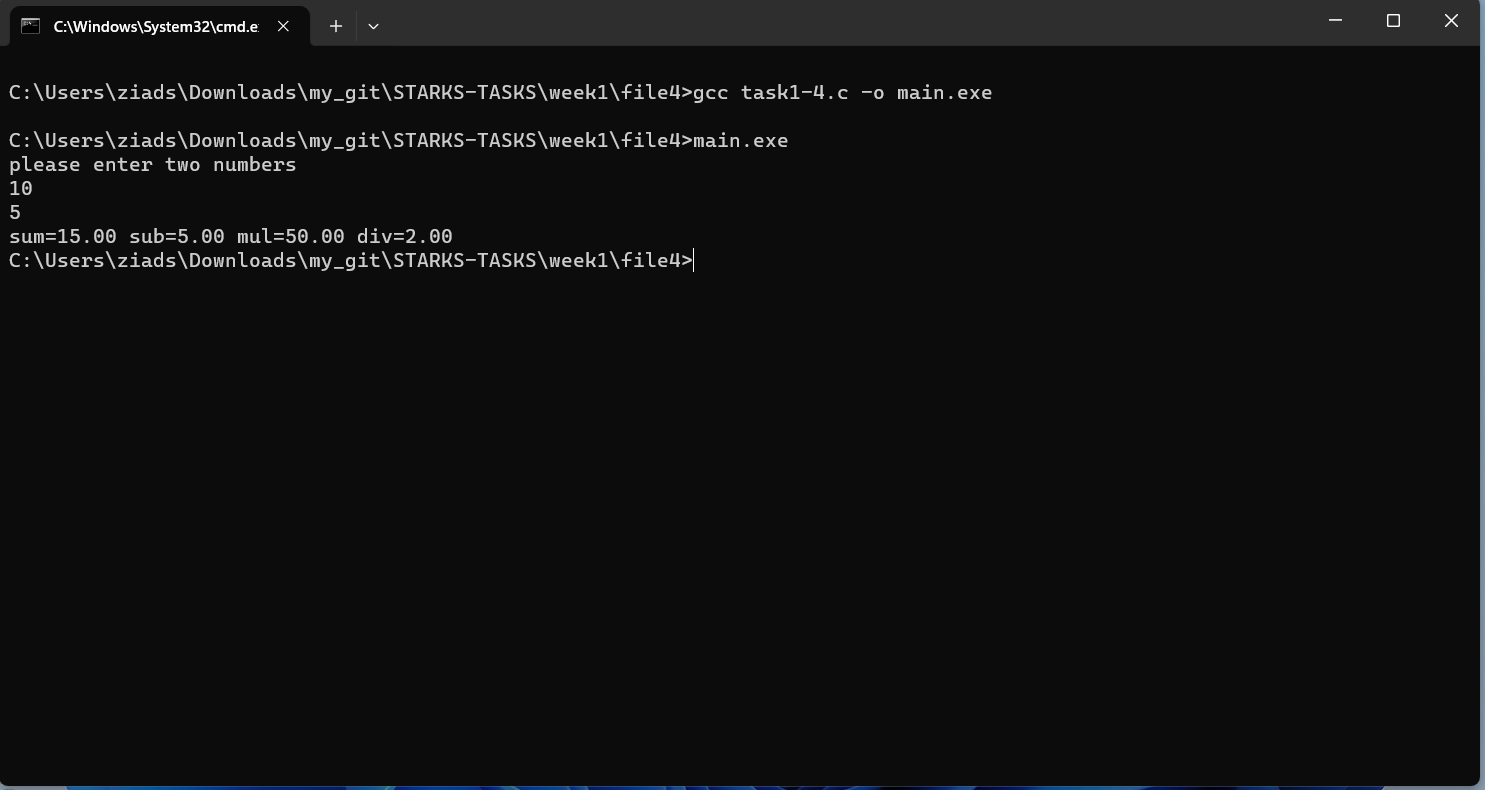 C:\Windows\System32\cmd.e
C:\Users\ziads\Downloads\my_git\STARKS-TASKS\week1\file4>gcc task1-4.c -o main.exe
C:\Users\ziads\Downloads\my_git\STARKS-TASKS\week1\file4>main.exe
please enter two numbers
10
5
sum=15.00 sub=5.00 mul=50.00 div=2.00
C:\Users\ziads\Downloads\my_git\STARKS-TASKS\week1\file4>